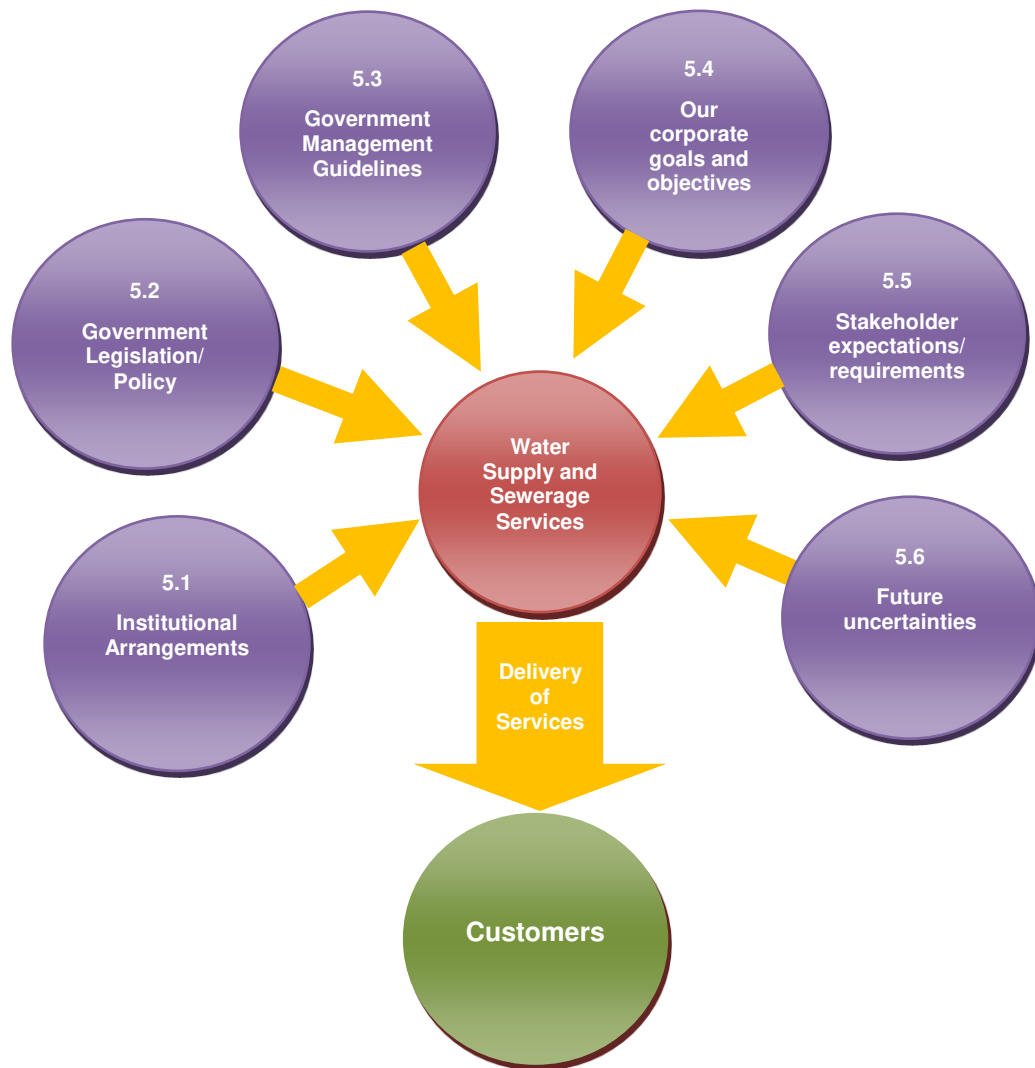 5.3
Government
Management
Guidelines
5.4
Our
corporate
goals and
objectives
5.2
Government
Legislation/
Policy
5.5
Stakeholder
expectations/
requirements
Water
Supply and
Sewerage
Services
5.1
Institutional
Arrangements
5.6
Future
uncertainties
Delivery
of
Services
Customers